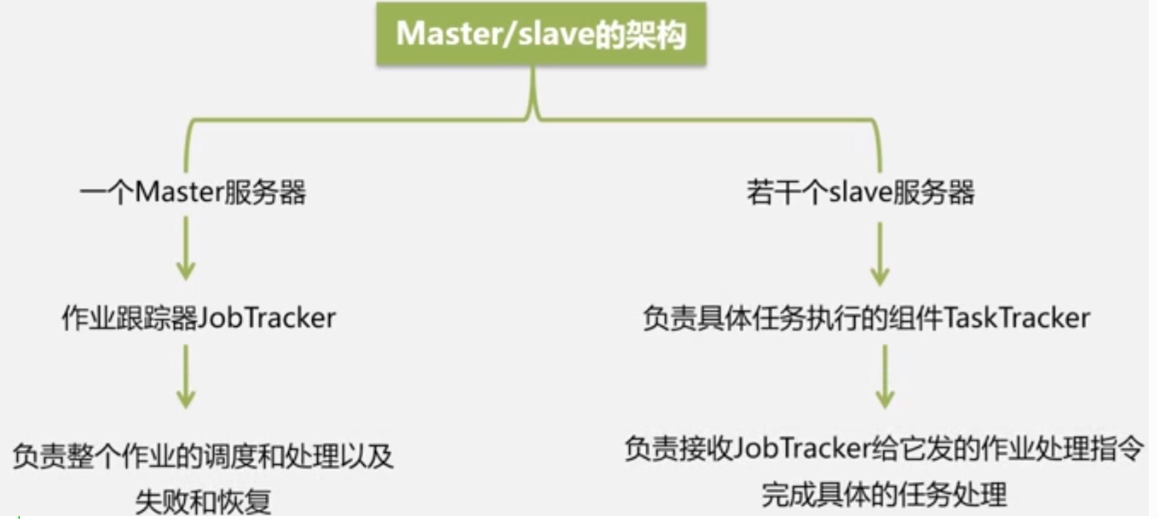 Master/slave的架构
一个Master服务器
若干个slave服务器
作业跟踪器JobTracker
负责具体任务执行的组件TaskTracker
负责整个作业的调度和处理以及
失败和恢复
负责接收JobTracker给它发的作业处理指令
完成具体的任务处理